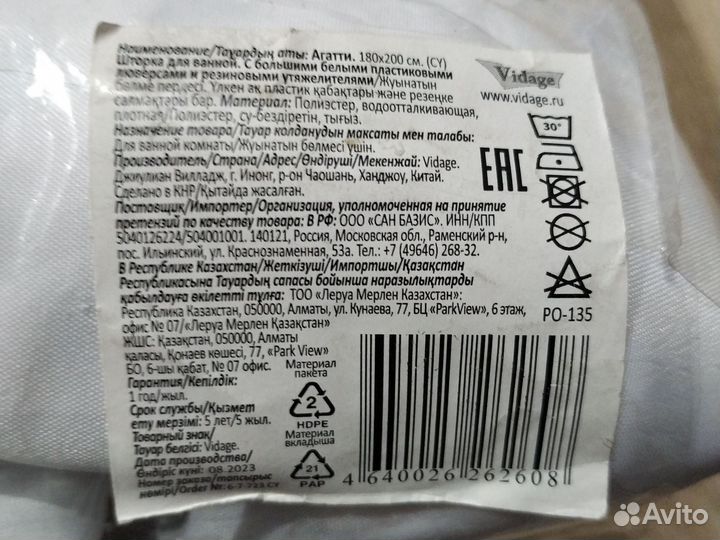 Наименование/Тауардың аты: Агатти. 180х200 см. (CY)
Шторка для ванной. С большими белыми пластиковыми
люверсами и резиновыми утяжелителями/Жуынатын
бөлме пердесі. Үлкен ақ пластик қабақтары және резеңке
салмақтары бар. Материал: Полиэстер, водоотталкивающая,
плотная/Полиэстер, су-бездіретін, тығыз.
Назначение товара/Тауар колданудын максаты мен талабы:
Для ванной комнаты/Жуынатын бөлмесі үшін.
Производитель/Страна/Адрес/Өндіруші/Мекенжай: Vidage.
Джиулиан Вилладж, г. Инонг, р-он Чаошань, Ханджоу, Китай.
Сделано в КНР/Қытайда жасалған.
Поставщик/Импортер/Организация, уполномоченная на принятие
претензий по качеству товара: В РФ: ООО «САН БАЗИС». ИНН/КПП
5040126224/504001001. 140121, Россия, Московская обл., Раменский р-н,
пос. Ильинский, ул. Краснознаменная, 53а. Тел.: +7 (49646) 268-32.
В Республике Казахстан/Жеткізуші/Импортшы/Қазақстан
Республикасына Тауардың сапасы бойынша наразылықтарды
қабылдауға өкілетті тұлға: ТОО «Леруа Мерлен Казахстан»:
Республика Казахстан, 050000, Алматы, ул. Кунаева, 77, БЦ «ParkView», 6 этаж,
офис № 07/«Леруа Мерлен Қазақстан»
ЖШС: Қазақстан, 050000, Алматы
қаласы, Қонаев көшесі, 77, «Park View»
БО, 6-шы қабат, № 07 офис.
Гарантия/Кепілдік:
1 год/жыл.
Срок службы/Қызмет
ету мерзімі: 5 лет/5 жыл.
Товарный знак/
Тауар белгісі: Vidage.
Дата производства/
Өндіріс күні: 08.2023
Номер заказа/тапсырыс
нөмірі/Order Nr: 6-7-223 CY
Материал
пакета
2
HDPE
Материал
вкладыша
21
PAP
Vidage
www.vidage.ru
30°
EAC
РО-135
4 640026 262608
Avito